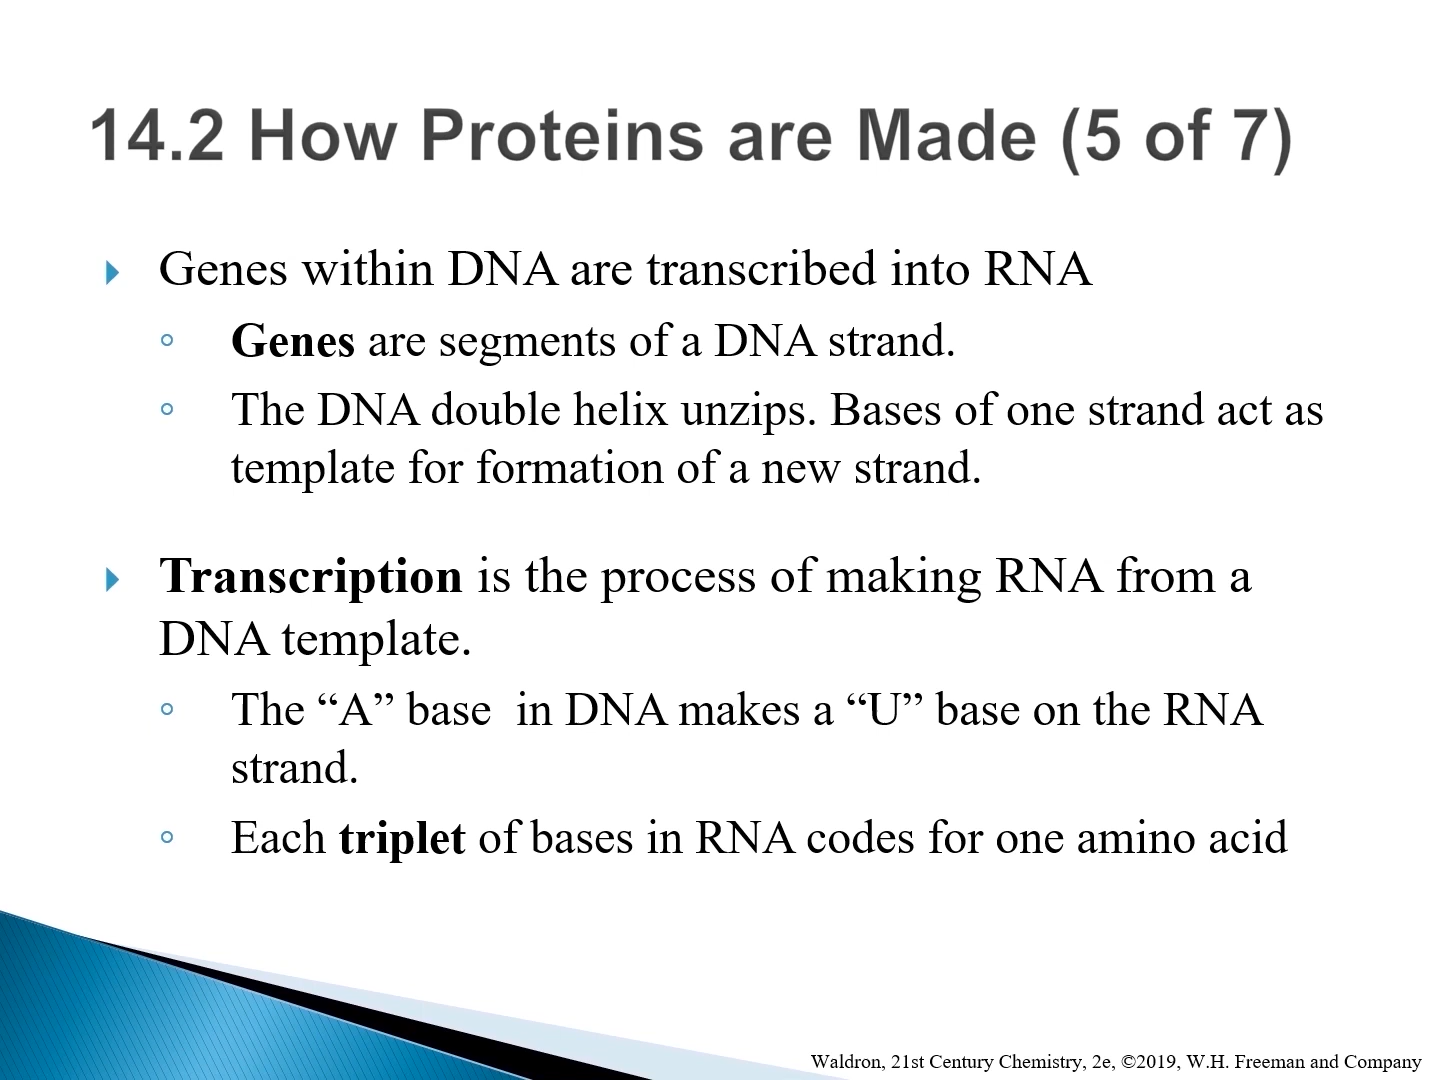 14.2 How Proteins are Made (5 of 7)
Genes within DNA are transcribed into RNA
Genes are segments of a DNA strand.
The DNA double helix unzips. Bases of one strand act as
template for formation of a new strand.
Transcription is the process of making RNA from a
DNA template.
The “A” base  in DNA makes a “U” base on the RNA
strand.
Each triplet of bases in RNA codes for one amino acid
Waldron, 21st Century Chemistry, 2e, ©2019, W.H. Freeman and Company